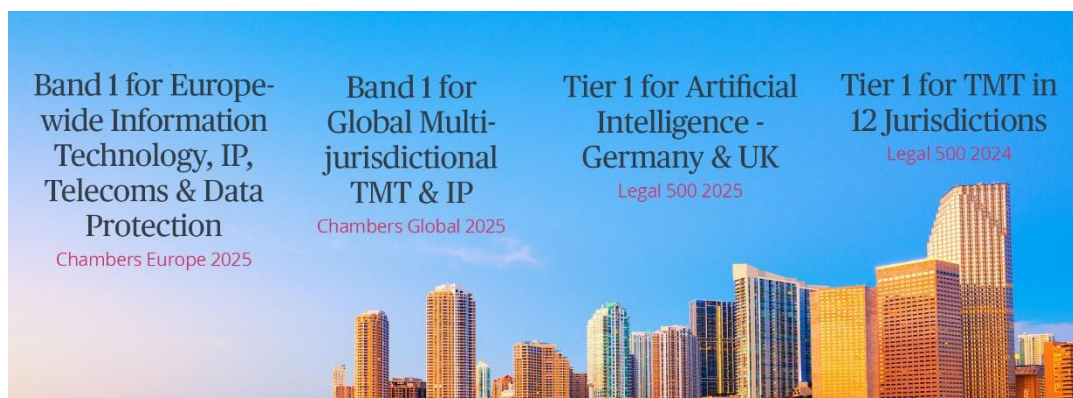 Band 1 for Europe-
wide Information
Technology, IP,
Telecoms & Data
Protection
Chambers Europe 2025
Band 1 for
Global Multi-
jurisdictional
TMT & IP
Chambers Global 2025
Tier 1 for Artificial
Intelligence -
Germany & UK
Legal 500 2025
Tier 1 for TMT in
12 Jurisdictions
Legal 500 2024